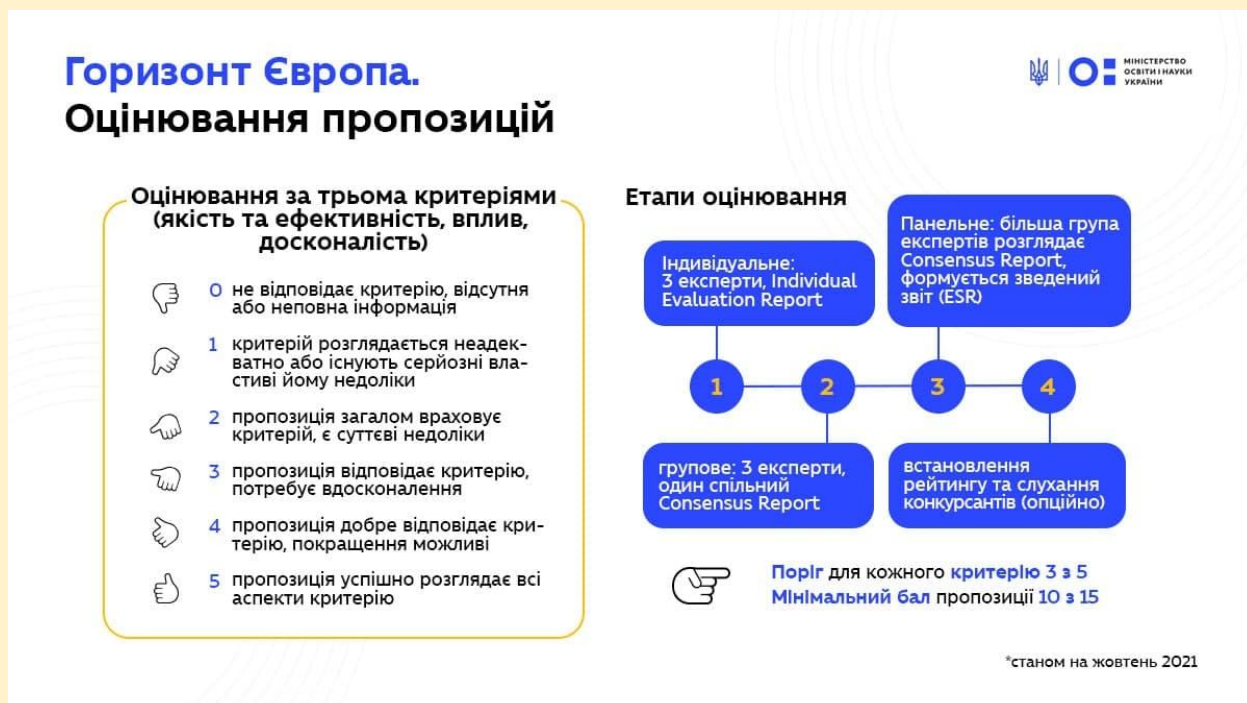 Горизонт Європа.
Оцінювання пропозицій
МІНІСТЕРСТВО
ОСВІТИ І НАУКИ
УКРАЇНИ
Оцінювання за трьома критеріями
(якість та ефективність, вплив,
досконалість)
0 не відповідає критерію, відсутня
або неповна інформація
1 критерій розглядається неадек-
ватно або існують серйозні вла-
стиві йому недоліки
2 пропозиція загалом враховує
критерій, є суттєві недоліки
3 пропозиція відповідає критерію,
потребує вдосконалення
4 пропозиція добре відповідає кри-
терію, покращення можливі
5 пропозиція успішно розглядає всі
аспекти критерію
Етапи оцінювання
Індивідуальне:
3 експерти, Individual
Evaluation Report
Панельне: більша група
експертів розглядає
Consensus Report,
формується зведений
звіт (ESR)
1 2 3 4
групове: 3 експерти,
один спільний
Consensus Report
встановлення
рейтингу та слухання
конкурсантів (опційно)
Поріг для кожного критерію 3 з 5
Мінімальний бал пропозиції 10 з 15
*станом на жовтень 2021